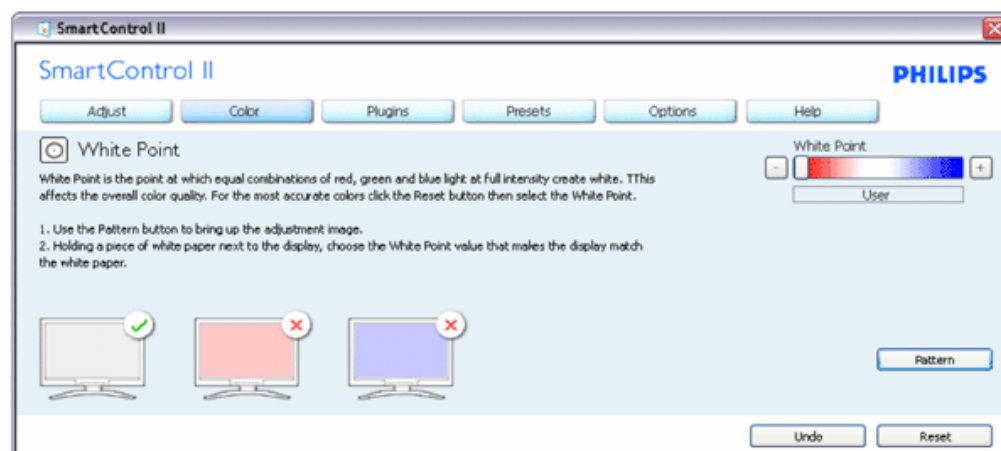 SmartControl II
SmartControl II
PHILIPS
Adjust Color Plugins Presets Options Help
White Point
White Point is the point at which equal combinations of red, green and blue light at full intensity create white. TThis
affects the overall color quality. For the most accurate colors click the Reset button then select the White Point.
1. Use the Pattern button to bring up the adjustment image.
2. Holding a piece of white paper next to the display, choose the White Point value that makes the display match
the white paper.
White Point
- +
User
Pattern
Undo Reset